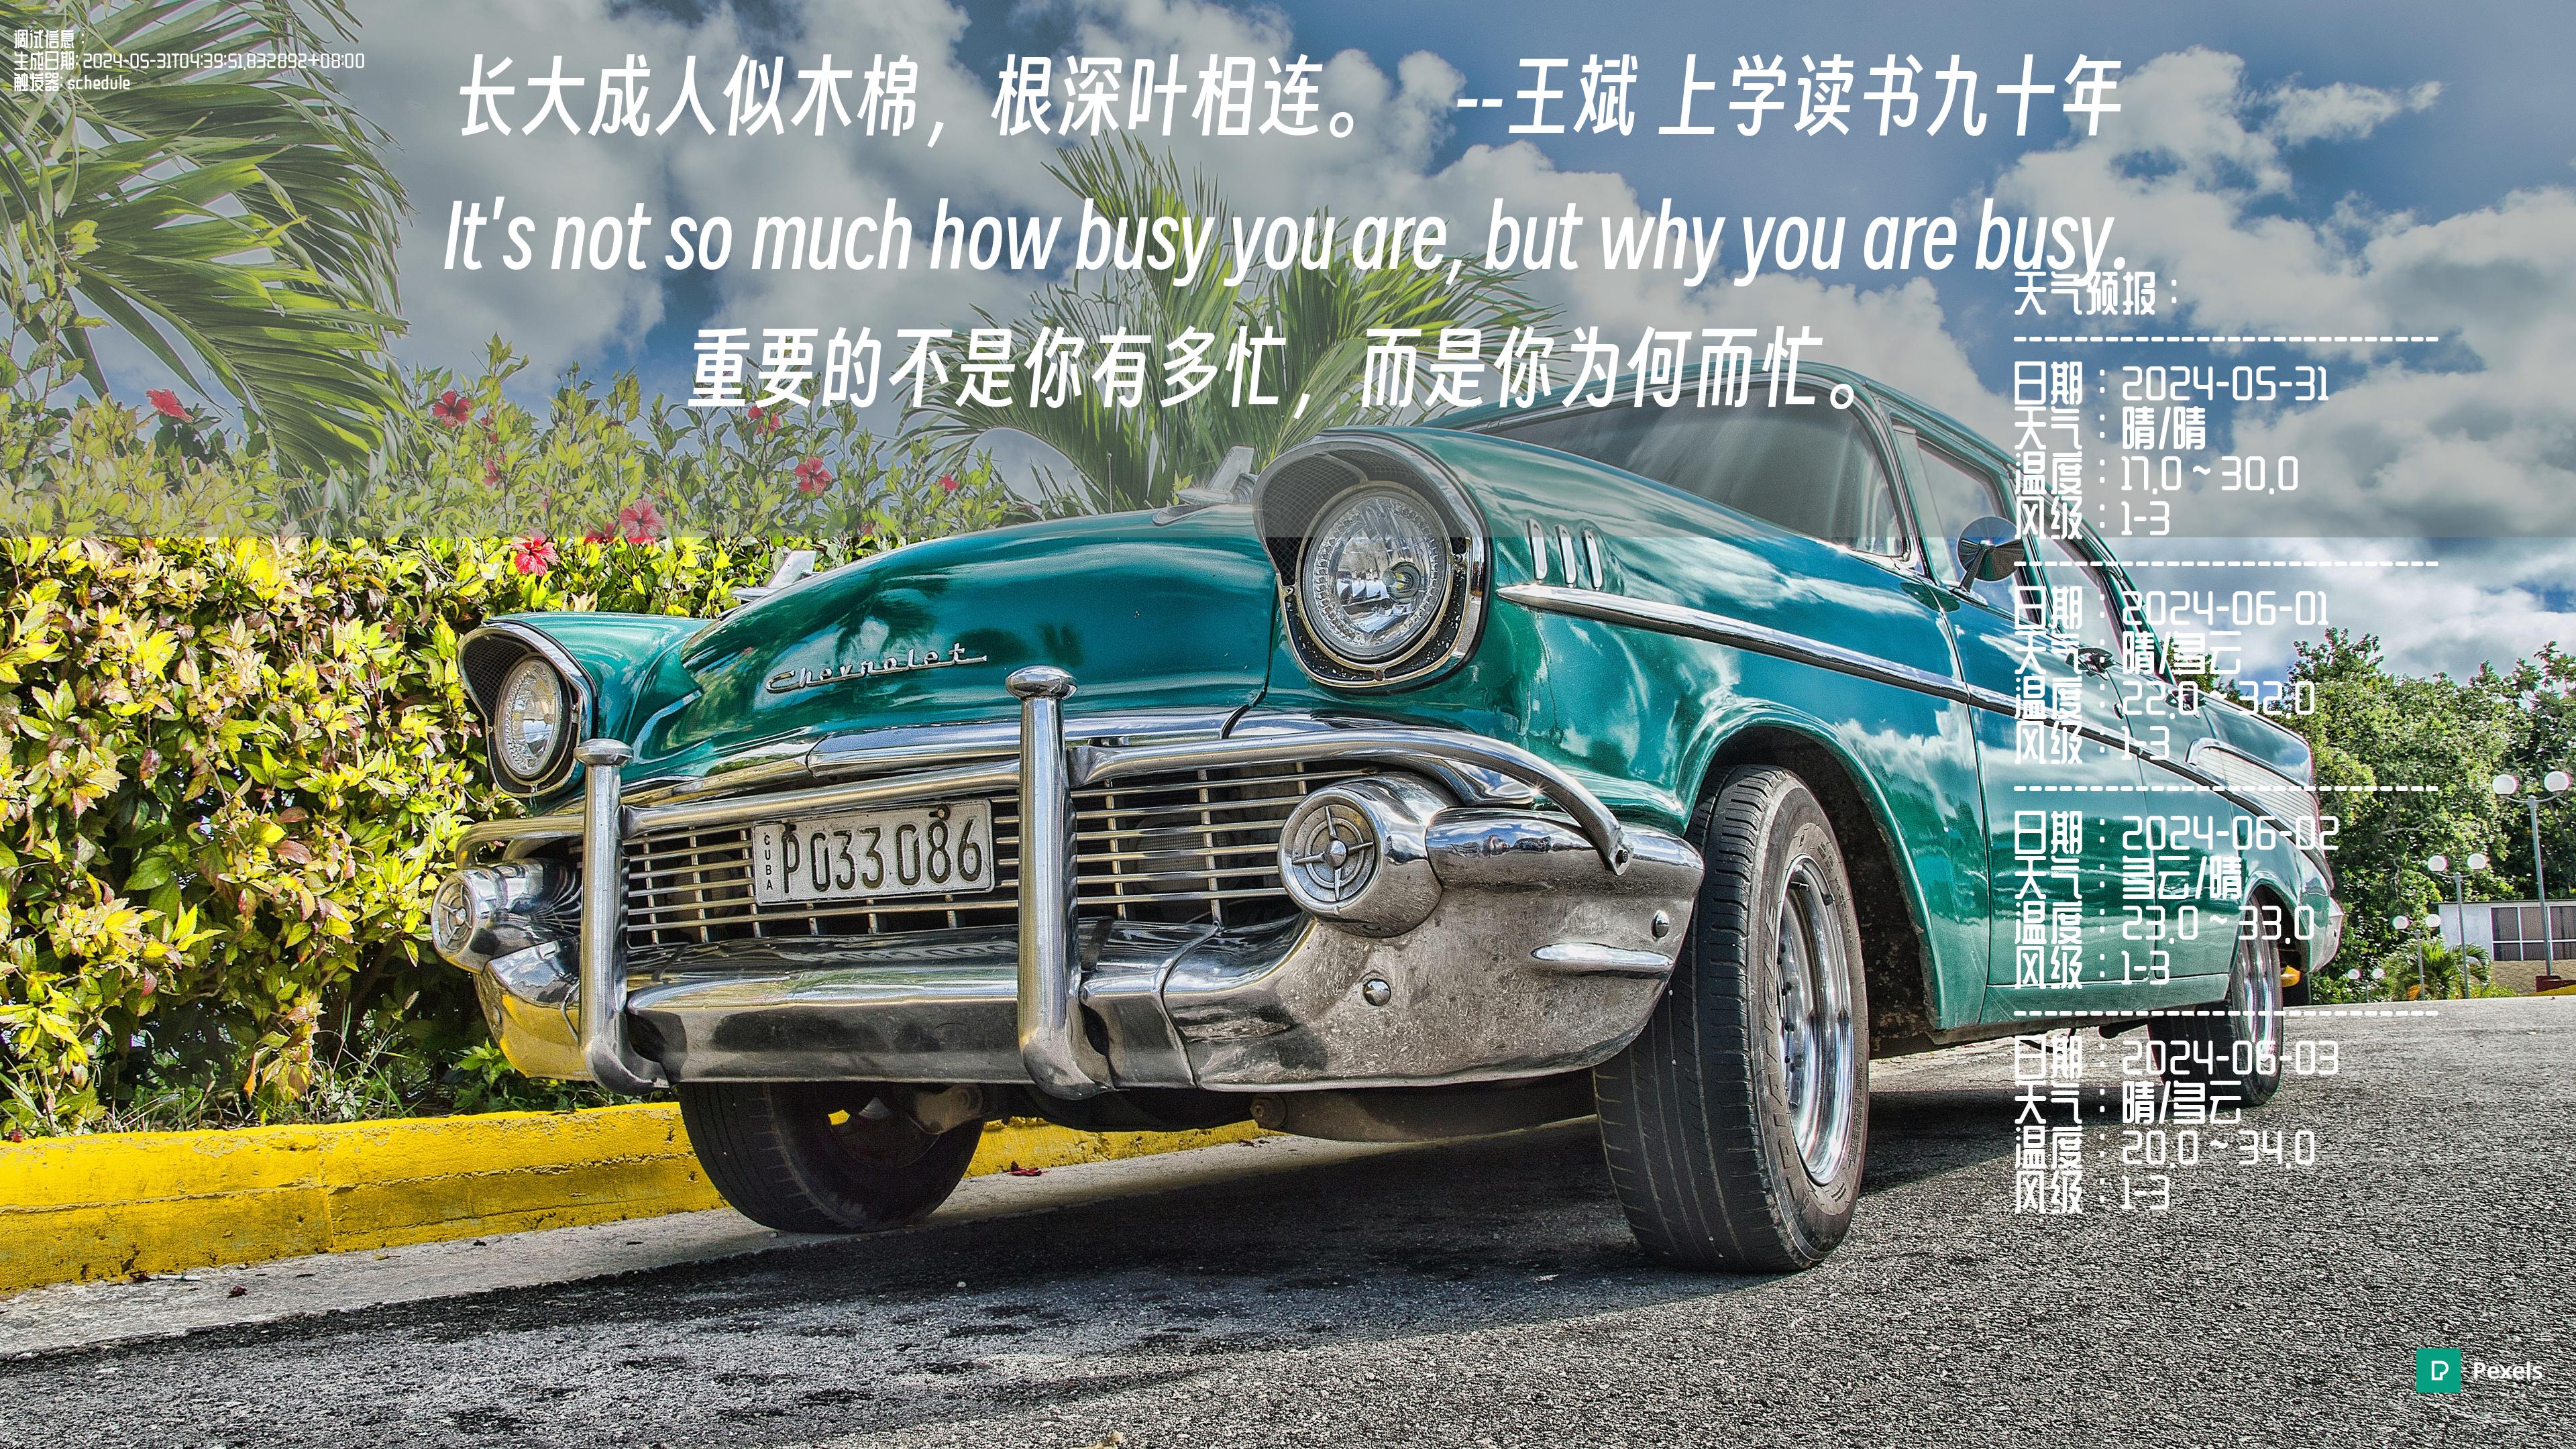 调试信息：
生成日期: 2024-05-31T04:39:51.832892+08:00
触发器: schedule
长大成人似木棉，根深叶相连。 --王斌 上学读书九十年
It's not so much how busy you are, but why you are busy.
重要的不是你有多忙，而是你为何而忙。
天气预报：
------------------------------
日期：2024-05-31
天气：晴/晴
温度：17.0 ~ 30.0
风级：1-3
------------------------------
日期：2024-06-01
天气：晴/多云
温度：22.0 ~ 32.0
风级：1-3
------------------------------
日期：2024-06-02
天气：多云/晴
温度：23.0 ~ 33.0
风级：1-3
------------------------------
日期：2024-06-03
天气：晴/多云
温度：20.0 ~ 34.0
风级：1-3
Chevrolet
CUBA P033086
Pexels